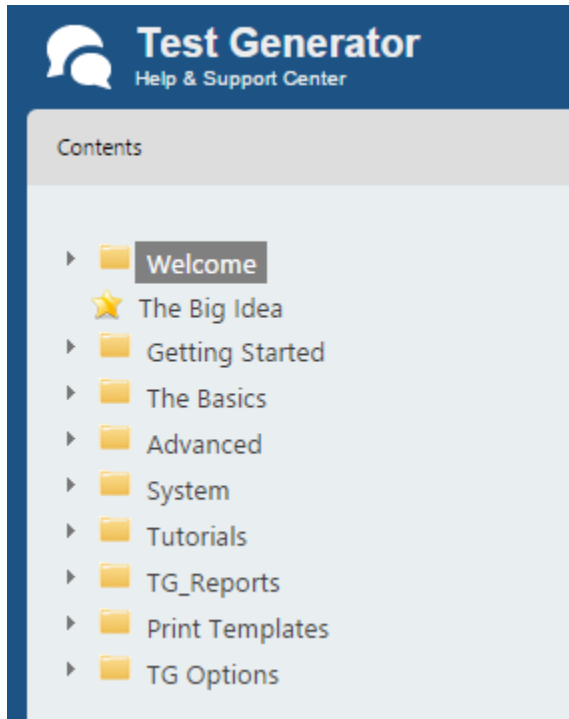 Test Generator
Help & Support Center
Contents
Welcome
The Big Idea
Getting Started
The Basics
Advanced
System
Tutorials
TG_Reports
Print Templates
TG Options